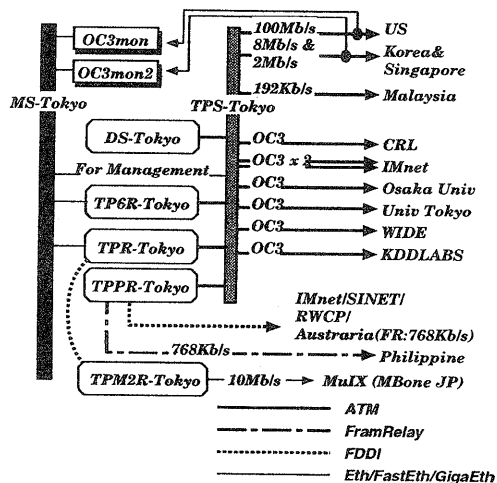 100Mb/s
US
OC3mon
8Mb/s &
2Mb/s
Korea&
Singapore
OC3mon2
192Kb/s
Malaysia
MS-Tokyo
TPS-Tokyo
DS-Tokyo
OC3
CRL
OC3 x 2
IMnet
For Management
OC3
Osaka Univ
TP6R-Tokyo
OC3
Univ Tokyo
OC3
WIDE
TPR-Tokyo
OC3
KDDLABS
TPPR-Tokyo
IMnet/SINET/
RWCP/
Austraria(FR:768Kb/s)
768Kb/s
Philippine
TPM2R-Tokyo
10Mb/s
MuIX (MBone JP)
ATM
FramRelay
FDDI
Eth/FastEth/GigaEth